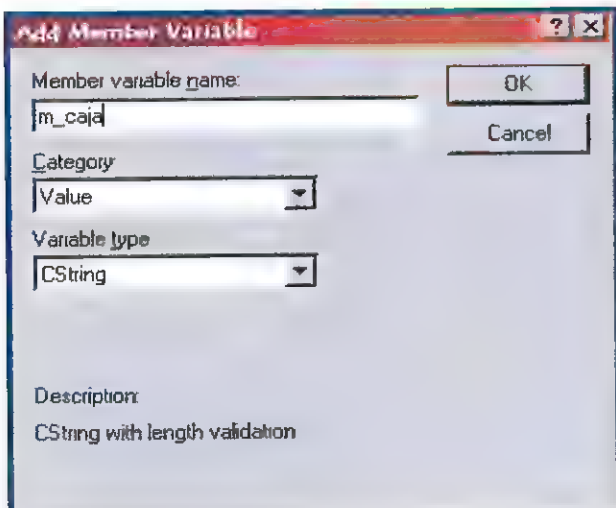 Add Member Variable
Member variable name:
OK
m_caja
Cancel
Category
Value
Variable type
CString
Description:
CString with length validation